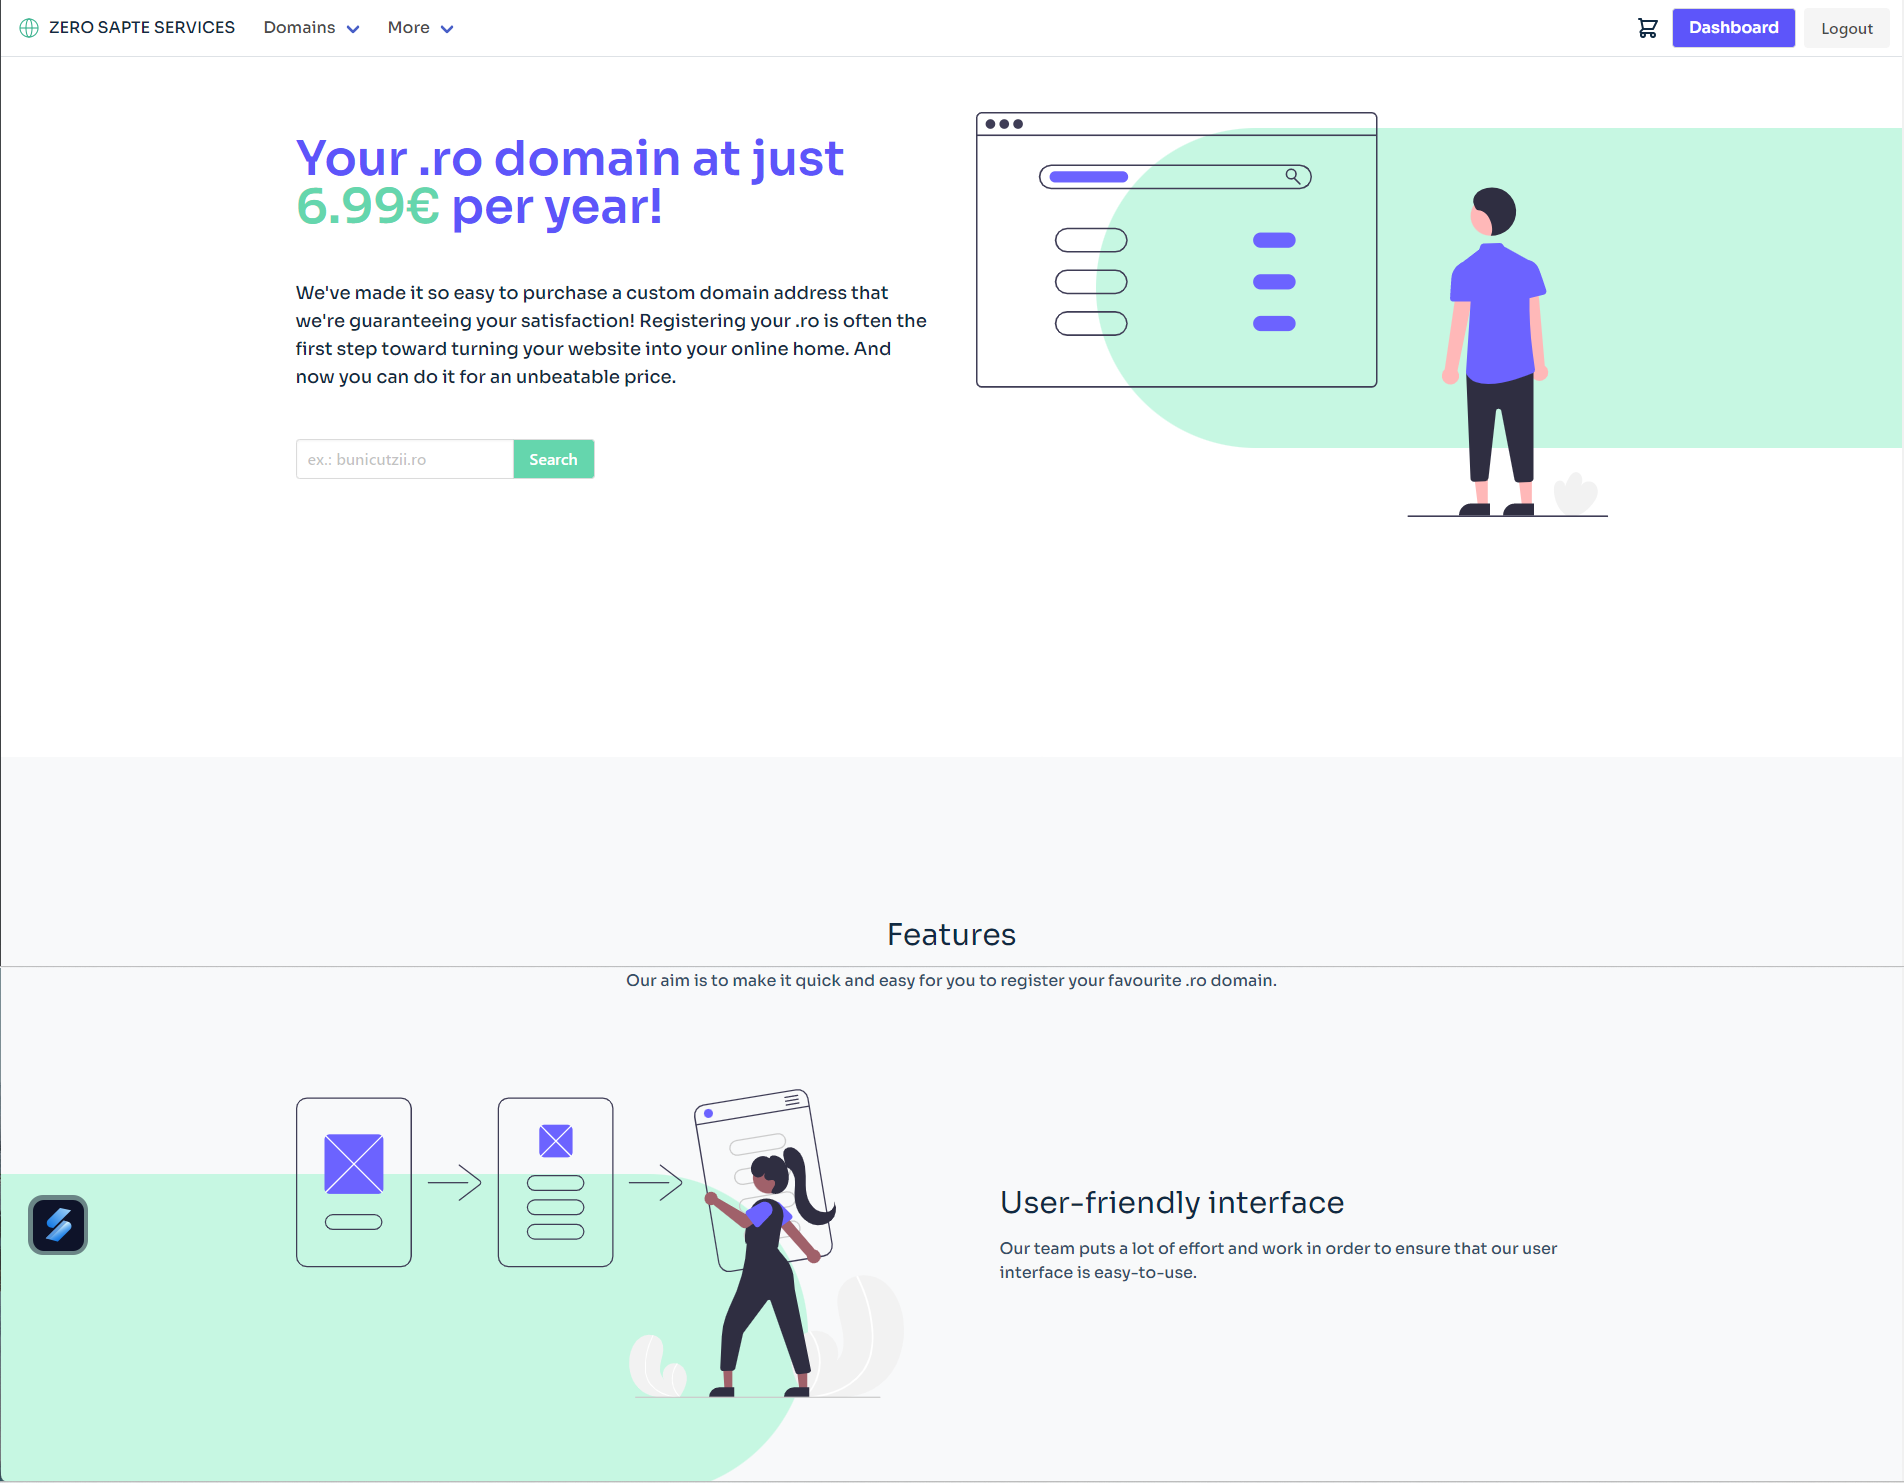 ZERO SAPTE SERVICES Domains More Dashboard Logout
Your .ro domain at just
6.99€ per year!
We've made it so easy to purchase a custom domain address that
we're guaranteeing your satisfaction! Registering your .ro is often the
first step toward turning your website into your online home. And
now you can do it for an unbeatable price.
ex.: bunicutzii.ro Search
Features
Our aim is to make it quick and easy for you to register your favourite .ro domain.
User-friendly interface
Our team puts a lot of effort and work in order to ensure that our user
interface is easy-to-use.